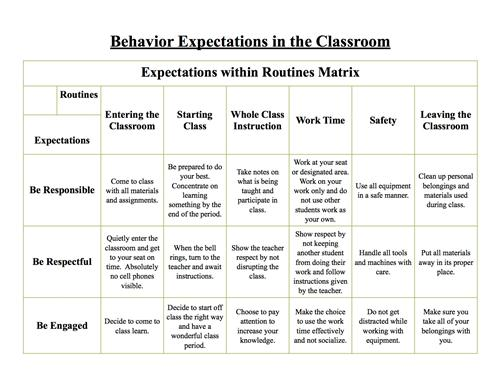 Behavior Expectations in the Classroom
Expectations within Routines Matrix
Routines
Expectations
Entering the
Classroom
Starting
Class
Whole Class
Instruction
Work Time
Safety
Leaving the
Classroom
Be Responsible
Come to class
with all materials
and assignments.
Be prepared to do
your best.
Concentrate on
learning
something by the
end of the period.
Take notes on
what is being
taught and
participate in
class.
Work at your seat
or designated area.
Work on your
work only and do
not use other
students work as
your own.
Use all equipment
in a safe manner.
Clean up personal
belongings and
materials used
during class.
Be Respectful
Quietly enter the
classroom and get
to your seat on
time. Absolutely
no cell phones
visible.
When the bell
rings, turn to the
teacher and await
instructions.
Show the teacher
respect by not
disrupting the
class.
Show respect by
not keeping
another student
from doing their
work and follow
instructions given
by the teacher.
Handle all tools
and machines with
care.
Put all materials
away in its proper
place.
Be Engaged
Decide to come to
class learn.
Decide to start off
class the right way
and have a
wonderful class
period.
Choose to pay
attention to
increase your
knowledge.
Make the choice
to use the work
time effectively
and not socialize.
Do not get
distracted while
working with
equipment.
Make sure you
take all of your
belongings with
you.